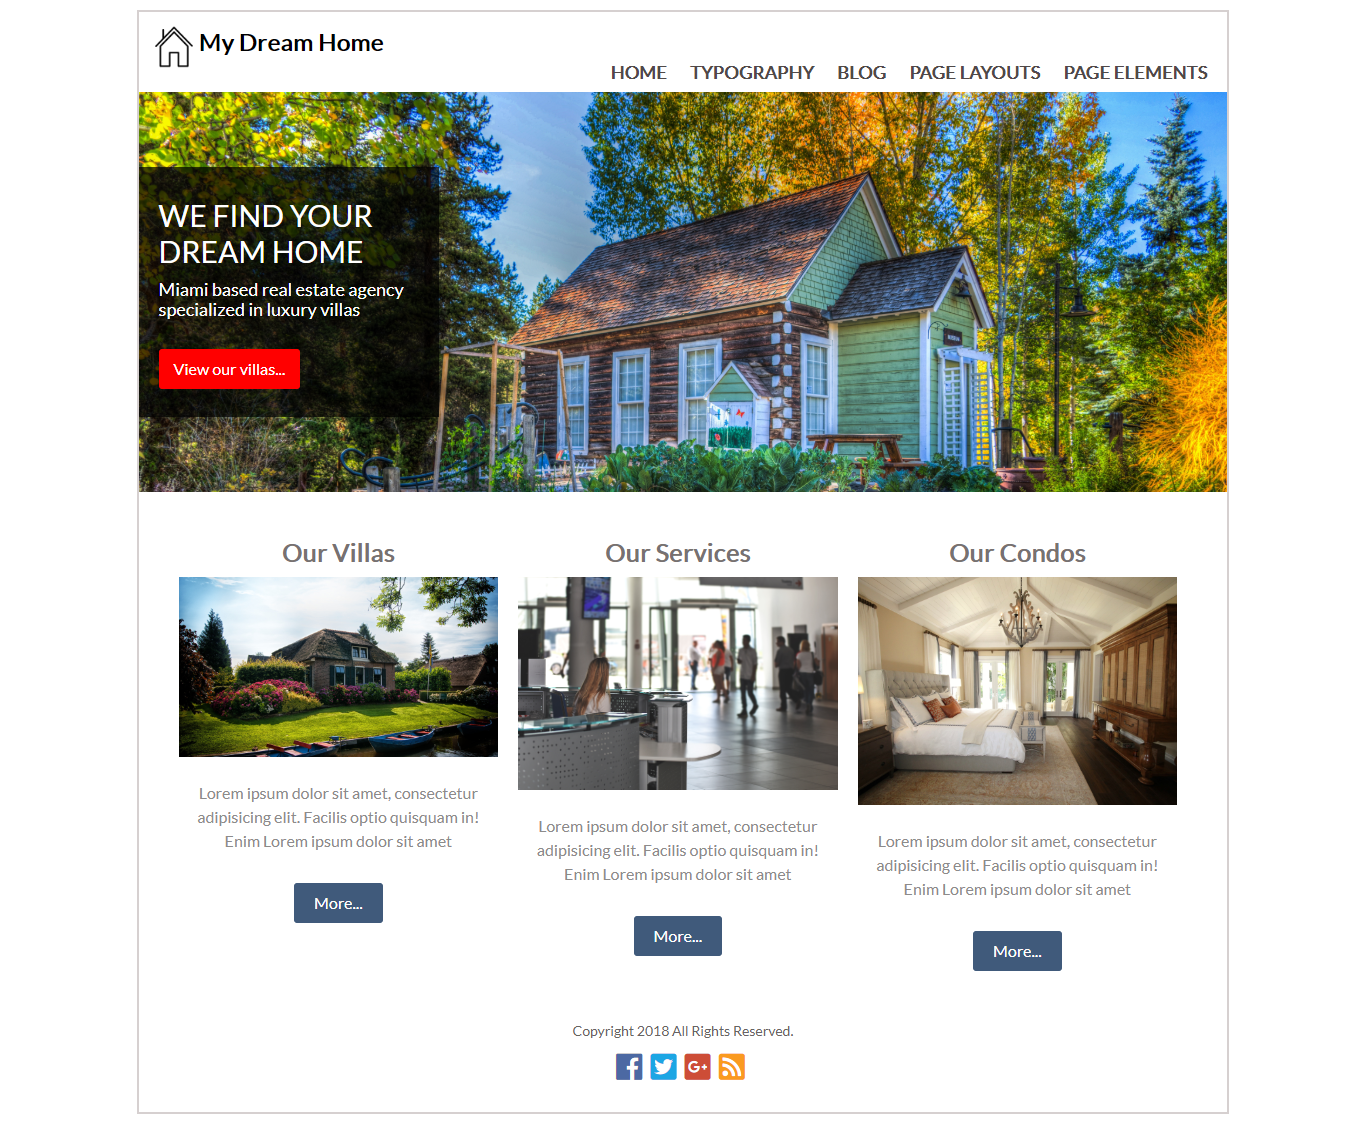 My Dream Home
HOME TYPOGRAPHY BLOG PAGE LAYOUTS PAGE ELEMENTS
WE FIND YOUR
DREAM HOME
Miami based real estate agency
specialized in luxury villas
View our villas...
Our Villas
Lorem ipsum dolor sit amet, consectetur
adipisicing elit. Facilis optio quisquam in!
Enim Lorem ipsum dolor sit amet
More...
Our Services
Lorem ipsum dolor sit amet, consectetur
adipisicing elit. Facilis optio quisquam in!
Enim Lorem ipsum dolor sit amet
More...
Our Condos
Lorem ipsum dolor sit amet, consectetur
adipisicing elit. Facilis optio quisquam in!
Enim Lorem ipsum dolor sit amet
More...
Copyright 2018 All Rights Reserved.